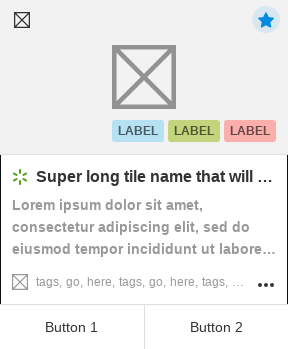 LABEL LABEL LABEL
Super long tile name that will …
Lorem ipsum dolor sit amet,
consectetur adipiscing elit, sed do
eiusmod tempor incididunt ut labore…
tags, go, here, tags, go, here, tags, …
Button 1 Button 2